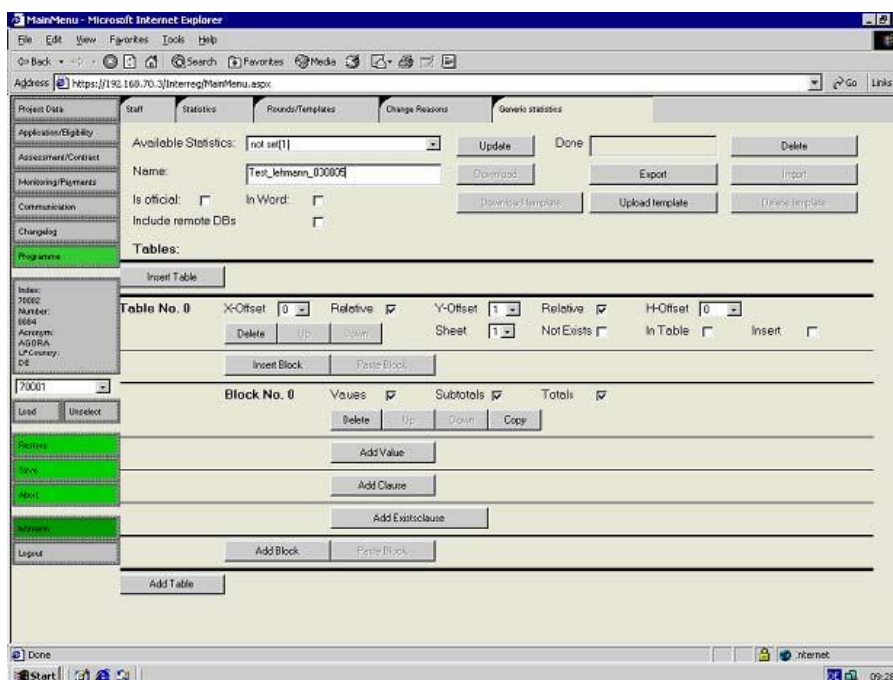 MainMenu - Microsoft Internet Explorer
File Edit View Favorites Tools Help
Back Search Favorites Media
Address https://192.168.70.3/Interreg/MainMenu.aspx Go Links
Project Data Staff Statistics Rounds/Templates Change Reasons Generic statistics
Application/Eligibility
Available Statistics: not set[1] Update Done Delete
Assessment/Contract
Name: Test_lehmann_030805 Download Export Import
Monitoring/Payments
Is official: In Word: Download template Upload template Delete template
Communication
Include remote DBs
Changelog
Tables:
Programme
Insert Table
Index:
70002
Number:
Acronym:
AGORA
LP Country:
DE
Table No. 0 X-Offset 0 Relative Y-Offset 1 Relative H-Offset 0
Delete Up Down Sheet 1 Not Exists In Table Insert
Insert Block Paste Block
70001
Block No. 0 Values Subtotals Totals
Load Unselect
Delete Up Down Copy
Restore
Add Value
Save
Add Clause
Abort
Add Existsclause
lehmann
Logout
Add Block Paste Block
Add Table
Done
Start